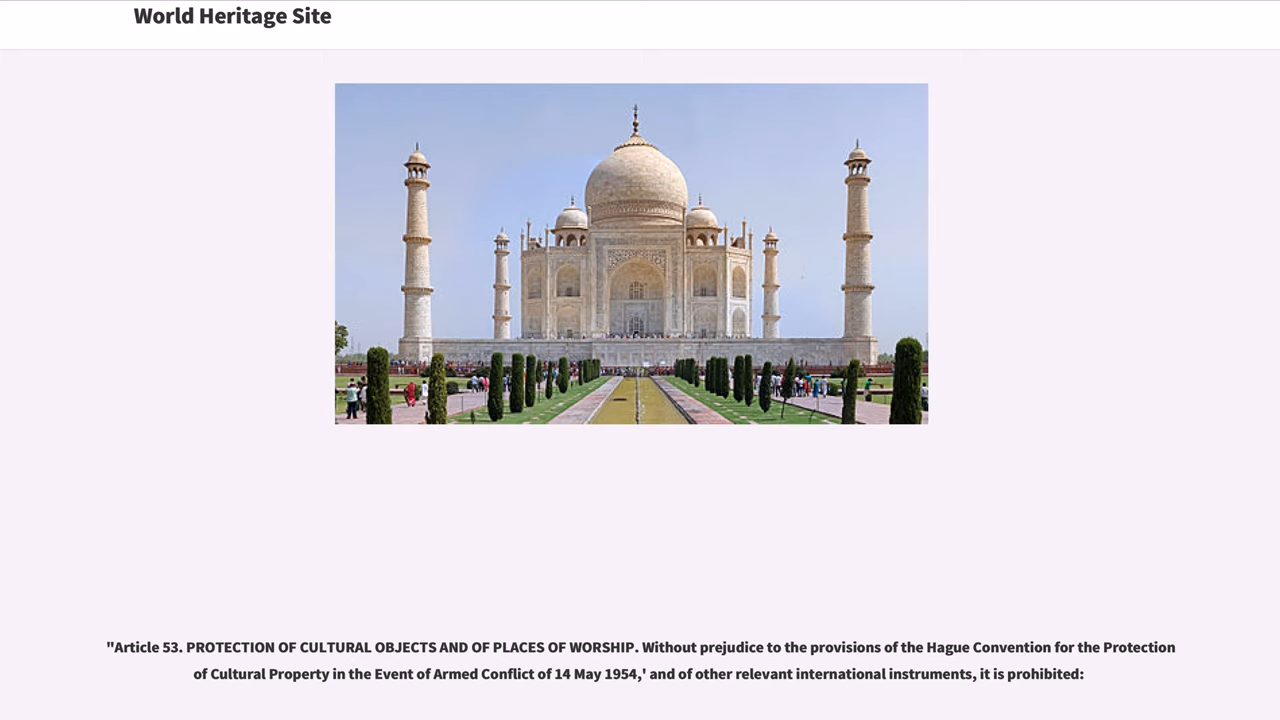 World Heritage Site
"Article 53. PROTECTION OF CULTURAL OBJECTS AND OF PLACES OF WORSHIP. Without prejudice to the provisions of the Hague Convention for the Protection
of Cultural Property in the Event of Armed Conflict of 14 May 1954,' and of other relevant international instruments, it is prohibited: